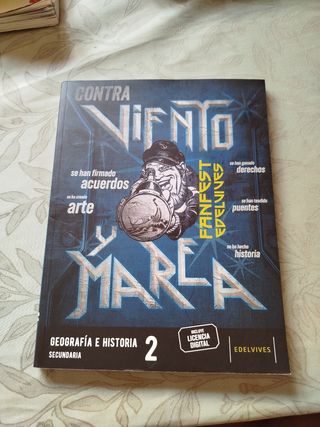 CONTRA
VIENTO
se han firmado
acuerdos
se ha creado
arte
FANFEST
EDELVIVES
se han ganado
derechos
se han tendido
puentes
se ha hecho
historia
Y
MAREA
GEOGRAFÍA E HISTORIA 2
SECUNDARIA
INCLUYE
LICENCIA
DIGITAL
EDELVIVES